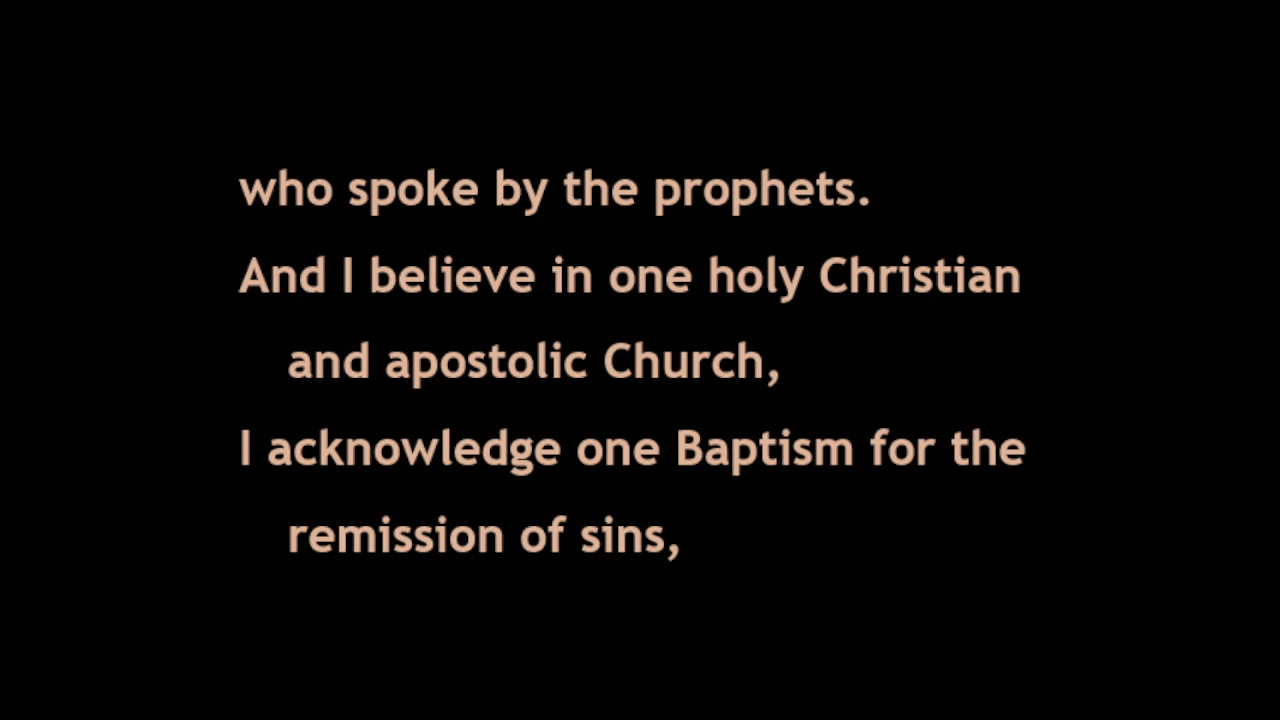 who spoke by the prophets.
And I believe in one holy Christian
and apostolic Church,
I acknowledge one Baptism for the
remission of sins,